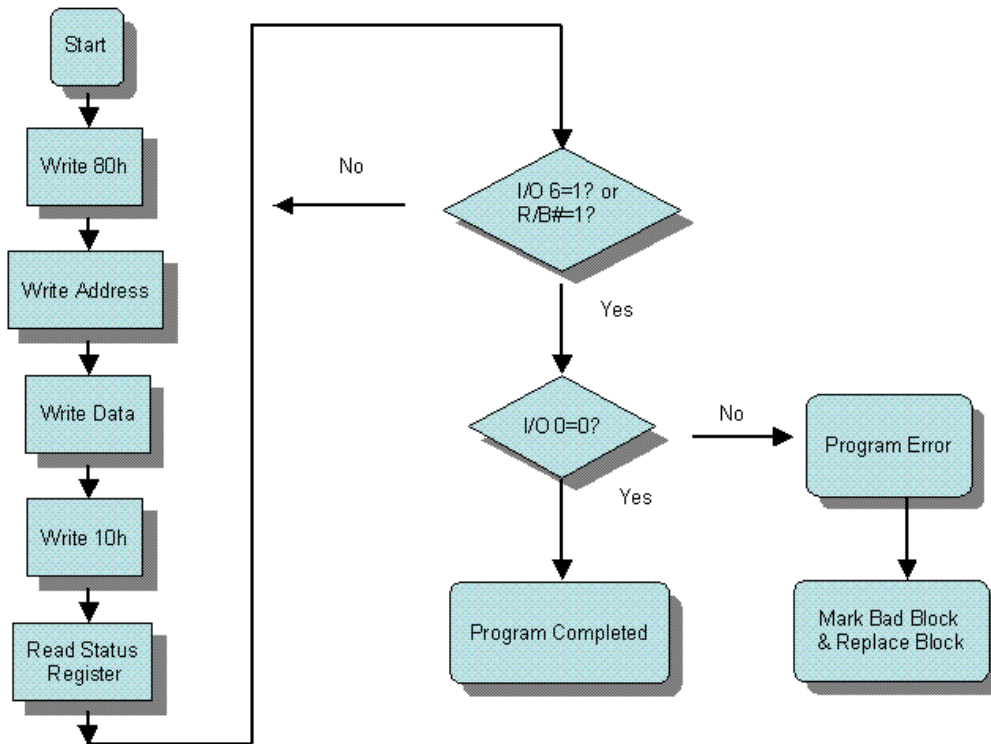 Start
Write 80h
Write Address
Write Data
Write 10h
Read Status
Register
I/O 6=1? or
R/B#=1?
No
Yes
I/O 0=0?
No
Yes
Program Error
Program Completed
Mark Bad Block
& Replace Block